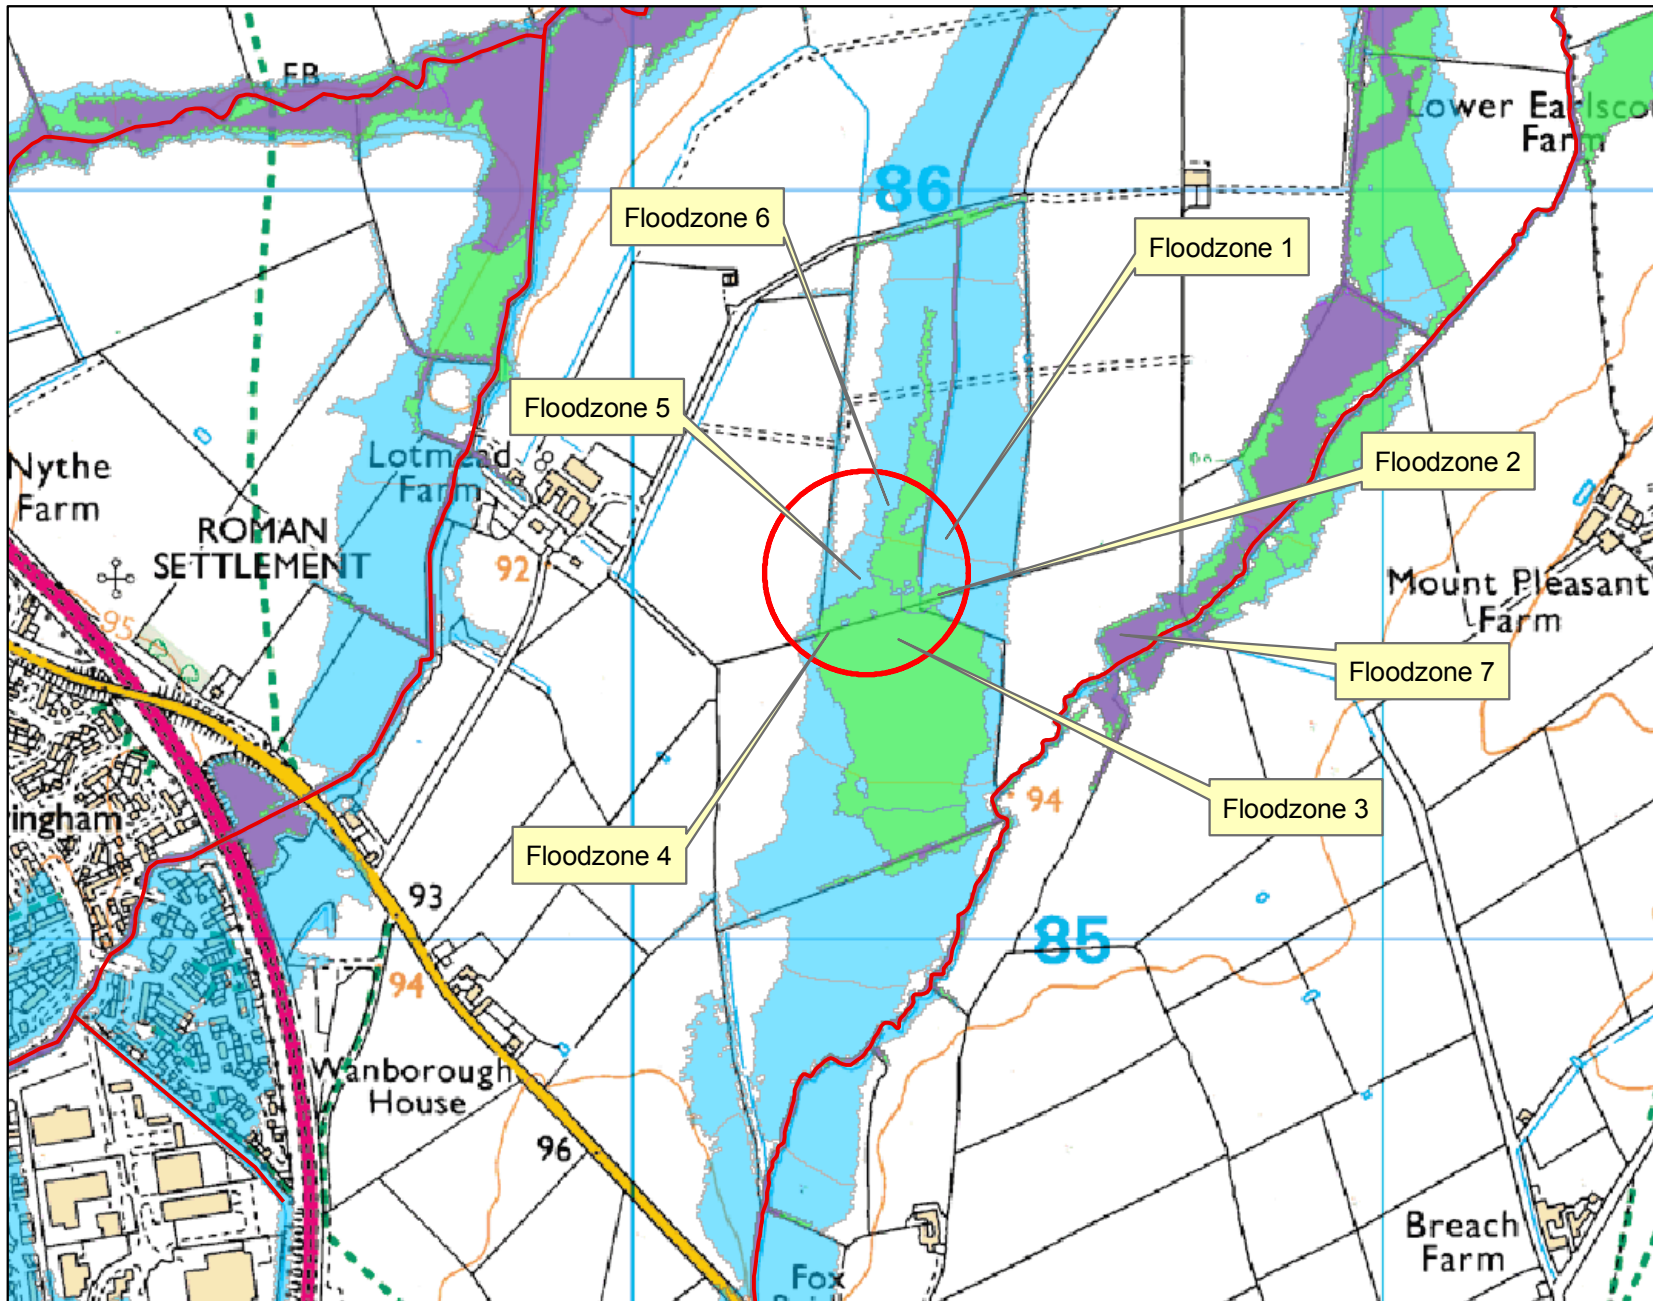 FB
Lower Earlsco
Farm
86
Floodzone 6
Floodzone 1
Floodzone 5
Floodzone 2
Nythe
Farm
Lotmead
Farm
ROMAN
SETTLEMENT
92
95
Mount Pleasant
Farm
Floodzone 7
94
Floodzone 3
ringham
Floodzone 4
93
85
94
Wanborough
House
96
Breach
Farm
Fox